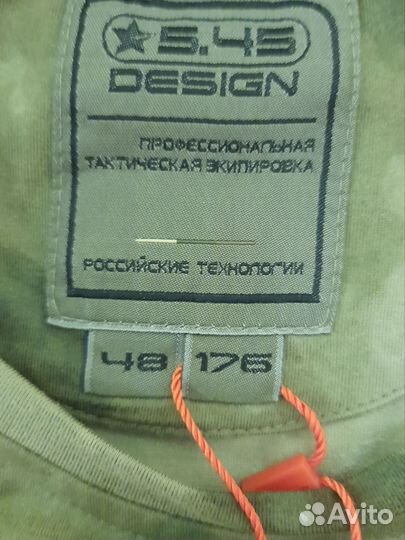 5.45
DESIGN
ПРОФЕССИОНАЛЬНАЯ
ТАКТИЧЕСКАЯ ЭКИПИРОВКА
РОССИЙСКИЕ ТЕХНОЛОГИИ
48 176
Avito